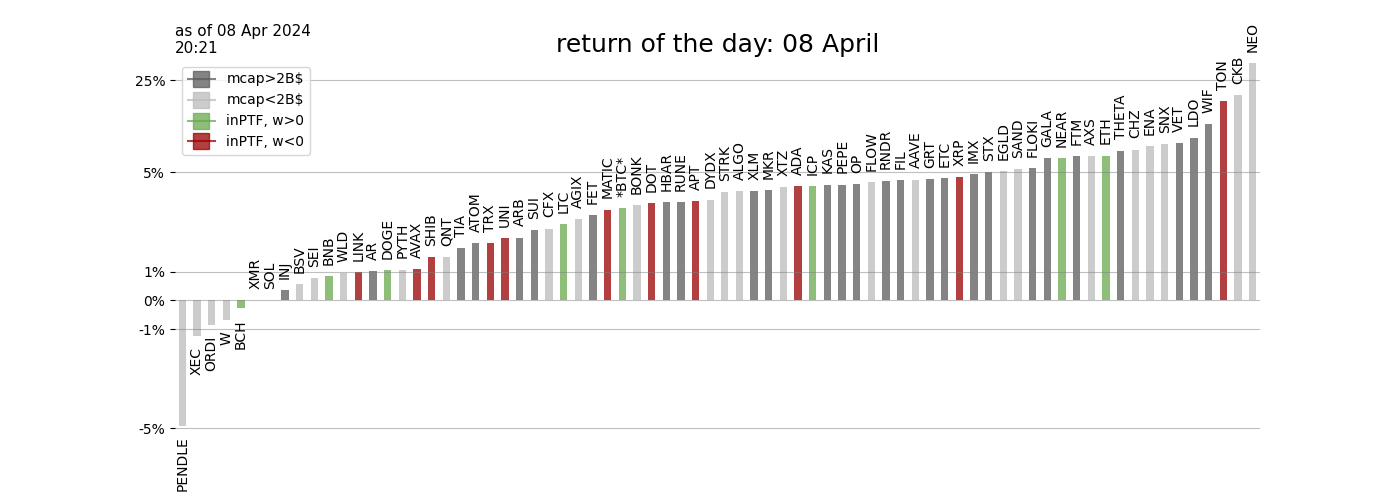 as of 08 Apr 2024
20:21
return of the day: 08 April
mcap>2B$
mcap<2B$
inPTF, w>0
inPTF, w<0
25%
5%
1%
0%
-1%
-5%
PENDLE
XEC
ORDI
W
BCH
XMR
SOL
INJ
BSV
SEI
BNB
WLD
LINK
AR
DOGE
PYTH
AVAX
SHIB
QNT
TIA
ATOM
TRX
UNI
ARB
SUI
CFX
LTC
AGIX
FET
MATIC
*BTC*
BONK
DOT
HBAR
RUNE
APT
DYDX
STRK
ALGO
XLM
MKR
XTZ
ADA
ICP
KAS
PEPE
OP
FLOW
RNDR
FIL
AAVE
GRT
ETC
XRP
IMX
STX
EGLD
SAND
FLOKI
GALA
NEAR
FTM
AXS
ETH
THETA
CHZ
ENA
SNX
VET
LDO
WIF
TON
CKB
NEO